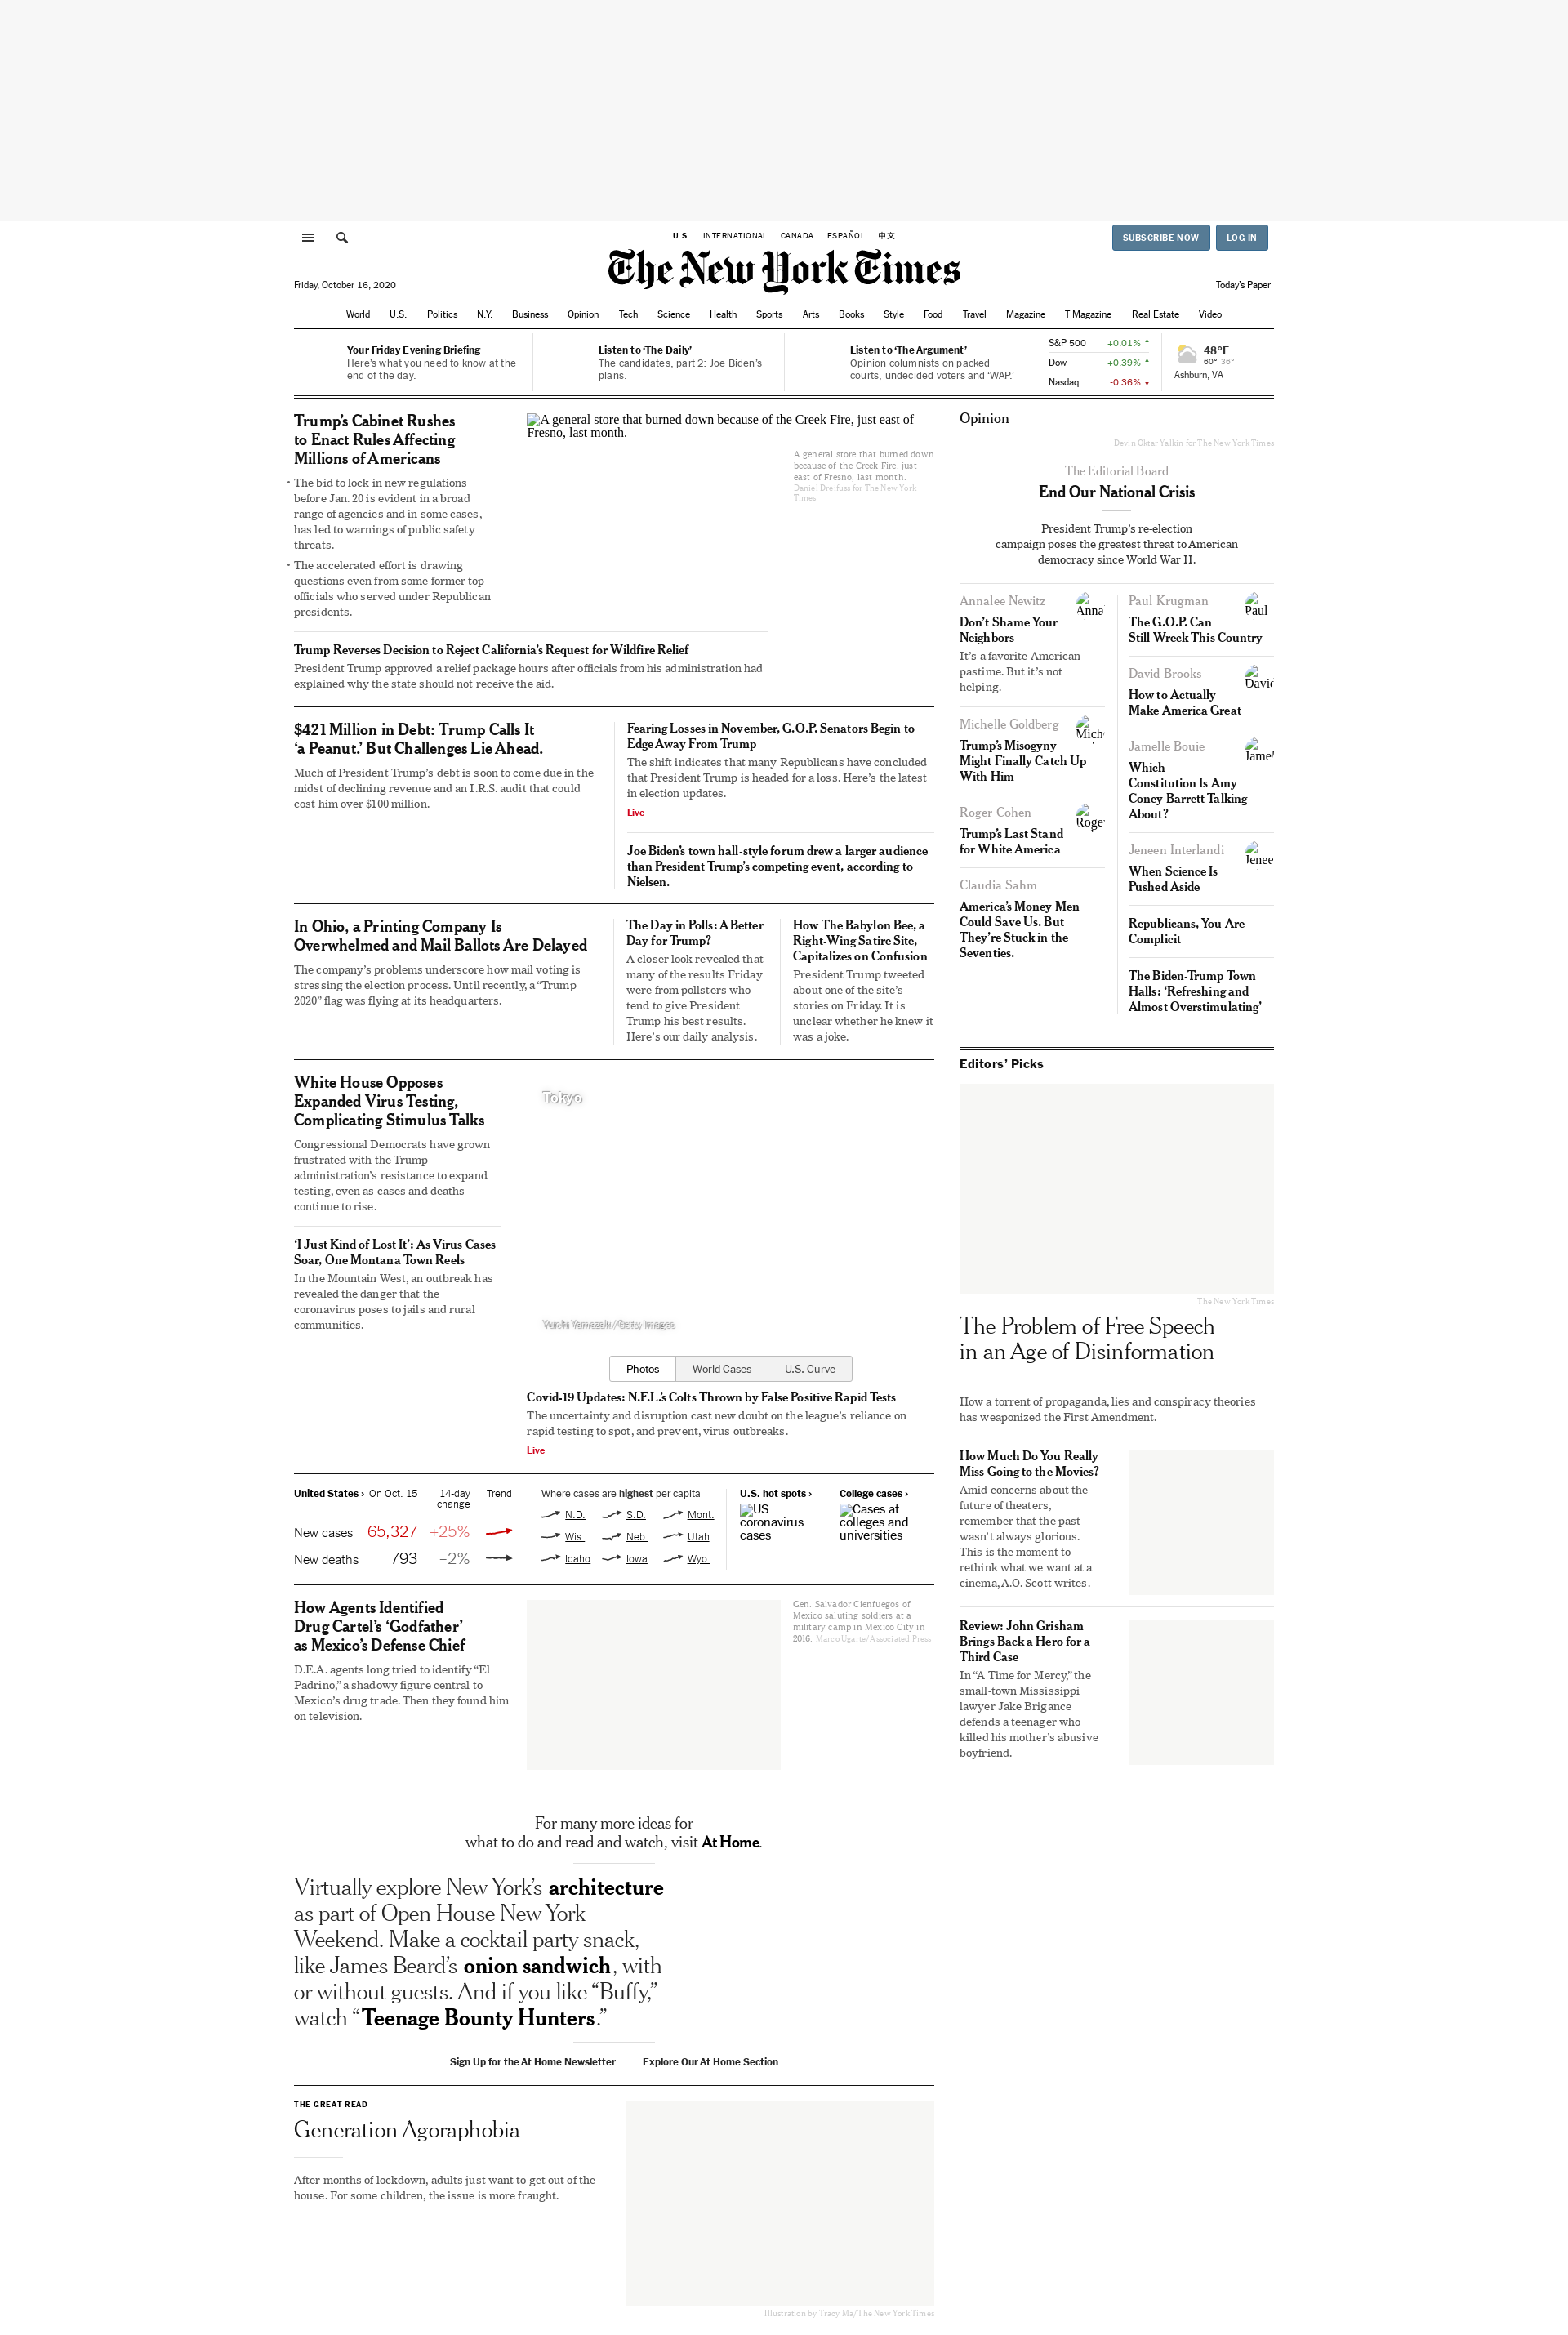 U.S. INTERNATIONAL CANADA ESPAÑOL 中文
SUBSCRIBE NOW LOG IN
The New York Times
Friday, October 16, 2020
Today's Paper
World U.S. Politics N.Y. Business Opinion Tech Science Health Sports Arts Books Style Food Travel Magazine T Magazine Real Estate Video
Your Friday Evening Briefing
Here's what you need to know at the
end of the day.
Listen to 'The Daily'
The candidates, part 2: Joe Biden's
plans.
Listen to 'The Argument'
Opinion columnists on packed
courts, undecided voters and 'WAP.'
S&P 500 +0.01% ↑
Dow +0.39% ↑
Nasdaq -0.36% ↓
48°F
60° 36°
Ashburn, VA
Trump's Cabinet Rushes
to Enact Rules Affecting
Millions of Americans
• The bid to lock in new regulations
before Jan. 20 is evident in a broad
range of agencies and in some cases,
has led to warnings of public safety
threats.
• The accelerated effort is drawing
questions even from some former top
officials who served under Republican
presidents.
A general store that burned down because of the Creek Fire, just east of
Fresno, last month.
A general store that burned down
because of the Creek Fire, just
east of Fresno, last month.
Daniel Dreifuss for The New York
Times
Trump Reverses Decision to Reject California's Request for Wildfire Relief
President Trump approved a relief package hours after officials from his administration had
explained why the state should not receive the aid.
$421 Million in Debt: Trump Calls It
'a Peanut.' But Challenges Lie Ahead.
Much of President Trump's debt is soon to come due in the
midst of declining revenue and an I.R.S. audit that could
cost him over $100 million.
Fearing Losses in November, G.O.P. Senators Begin to
Edge Away From Trump
The shift indicates that many Republicans have concluded
that President Trump is headed for a loss. Here's the latest
in election updates.
Live
Joe Biden's town hall-style forum drew a larger audience
than President Trump's competing event, according to
Nielsen.
In Ohio, a Printing Company Is
Overwhelmed and Mail Ballots Are Delayed
The company's problems underscore how mail voting is
stressing the election process. Until recently, a “Trump
2020” flag was flying at its headquarters.
The Day in Polls: A Better
Day for Trump?
A closer look revealed that
many of the results Friday
were from pollsters who
tend to give President
Trump his best results.
Here's our daily analysis.
How The Babylon Bee, a
Right-Wing Satire Site,
Capitalizes on Confusion
President Trump tweeted
about one of the site's
stories on Friday. It is
unclear whether he knew it
was a joke.
White House Opposes
Expanded Virus Testing,
Complicating Stimulus Talks
Congressional Democrats have grown
frustrated with the Trump
administration's resistance to expand
testing, even as cases and deaths
continue to rise.
'I Just Kind of Lost It': As Virus Cases
Soar, One Montana Town Reels
In the Mountain West, an outbreak has
revealed the danger that the
coronavirus poses to jails and rural
communities.
Tokyo
Yuichi Yamazaki/Getty Images
Photos World Cases U.S. Curve
Covid-19 Updates: N.F.L.'s Colts Thrown by False Positive Rapid Tests
The uncertainty and disruption cast new doubt on the league's reliance on
rapid testing to spot, and prevent, virus outbreaks.
Live
United States › On Oct. 15 14-day
change Trend
New cases 65,327 +25%
New deaths 793 –2%
Where cases are highest per capita
N.D. S.D. Mont.
Wis. Neb. Utah
Idaho Iowa Wyo.
U.S. hot spots ›
US
coronavirus
cases
College cases ›
Cases at
colleges and
universities
How Agents Identified
Drug Cartel's 'Godfather'
as Mexico's Defense Chief
D.E.A. agents long tried to identify “El
Padrino,” a shadowy figure central to
Mexico's drug trade. Then they found him
on television.
Gen. Salvador Cienfuegos of
Mexico saluting soldiers at a
military camp in Mexico City in
2016. Marco Ugarte/Associated Press
For many more ideas for
what to do and read and watch, visit At Home.
Virtually explore New York's architecture
as part of Open House New York
Weekend. Make a cocktail party snack,
like James Beard's onion sandwich, with
or without guests. And if you like “Buffy,”
watch “Teenage Bounty Hunters.”
Sign Up for the At Home Newsletter Explore Our At Home Section
THE GREAT READ
Generation Agoraphobia
After months of lockdown, adults just want to get out of the
house. For some children, the issue is more fraught.
Illustration by Tracy Ma/The New York Times
Opinion
Devin Oktar Yalkin for The New York Times
The Editorial Board
End Our National Crisis
President Trump's re-election
campaign poses the greatest threat to American
democracy since World War II.
Annalee Newitz
Anna
Don't Shame Your
Neighbors
It's a favorite American
pastime. But it's not
helping.
Michelle Goldberg
Trump's Misogyny
Might Finally Catch Up
With Him
Roger Cohen
Roger
Trump's Last Stand
for White America
Claudia Sahm
America's Money Men
Could Save Us. But
They're Stuck in the
Seventies.
Paul Krugman
Paul
The G.O.P. Can
Still Wreck This Country
David Brooks
David
How to Actually
Make America Great
Jamelle Bouie
Which
Constitution Is Amy
Coney Barrett Talking
About?
Jeneen Interlandi
Jenee
When Science Is
Pushed Aside
Republicans, You Are
Complicit
The Biden-Trump Town
Halls: 'Refreshing and
Almost Overstimulating'
Editors' Picks
The New York Times
The Problem of Free Speech
in an Age of Disinformation
How a torrent of propaganda, lies and conspiracy theories
has weaponized the First Amendment.
How Much Do You Really
Miss Going to the Movies?
Amid concerns about the
future of theaters,
remember that the past
wasn't always glorious.
This is the moment to
rethink what we want at a
cinema, A.O. Scott writes.
Review: John Grisham
Brings Back a Hero for a
Third Case
In “A Time for Mercy,” the
small-town Mississippi
lawyer Jake Brigance
defends a teenager who
killed his mother's abusive
boyfriend.